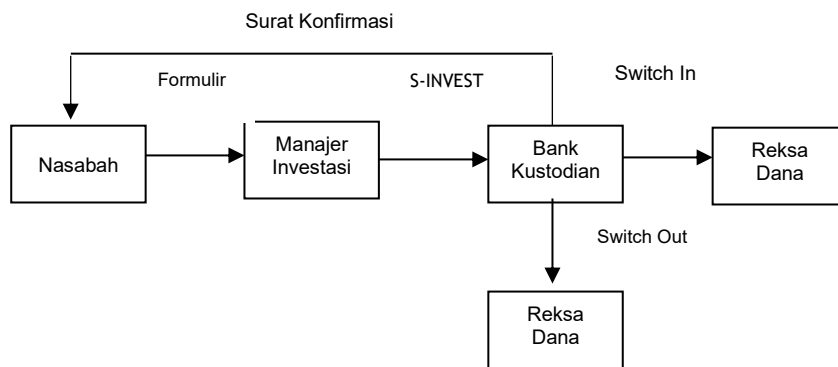 Surat Konfirmasi
Formulir
S-INVEST
Switch In
Nasabah
Manajer
Investasi
Bank
Kustodian
Reksa
Dana
Switch Out
Reksa
Dana